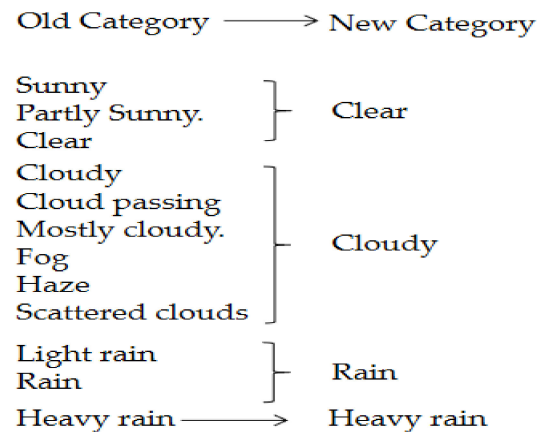 Old Category New Category
Sunny
Partly Sunny.
Clear
Clear
Cloudy
Cloud passing
Mostly cloudy.
Fog
Haze
Scattered clouds
Cloudy
Light rain
Rain
Rain
Heavy rain Heavy rain